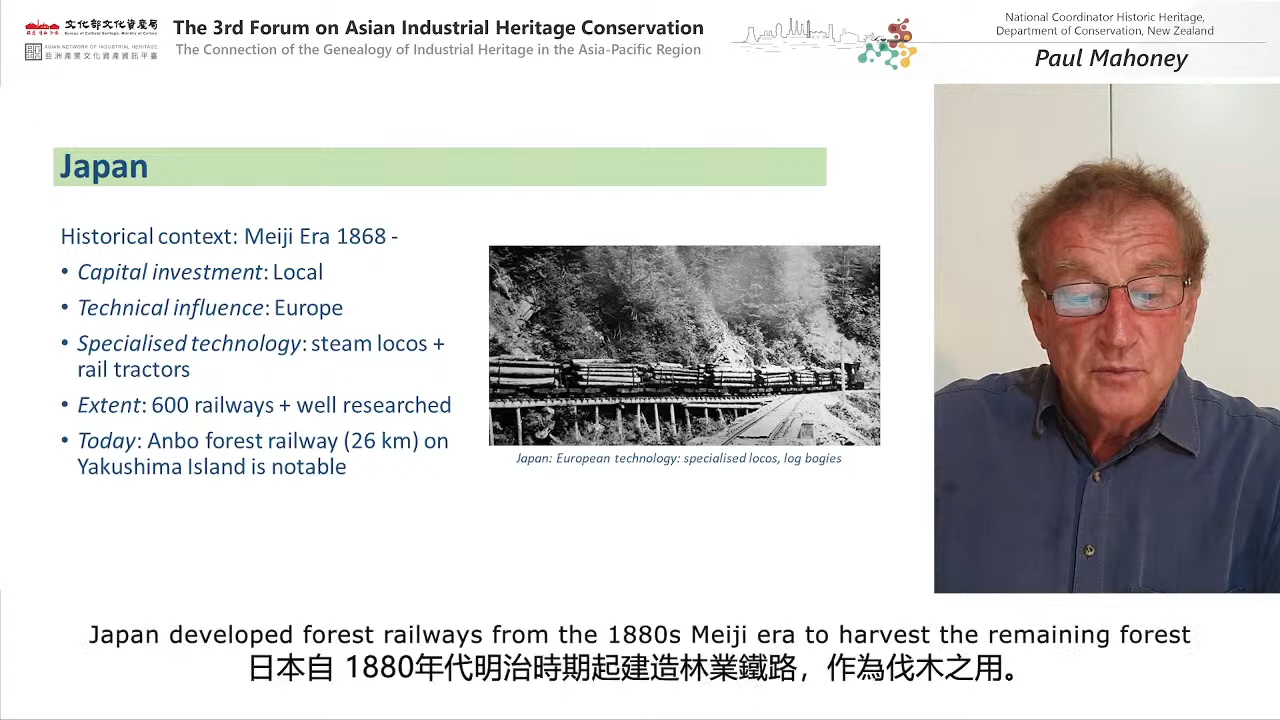 文化部文化資產局
Bureau of Cultural Heritage, Ministry of Culture
ASIAN NETWORK OF INDUSTRIAL HERITAGE
亞洲產業文化資產資訊平臺
The 3rd Forum on Asian Industrial Heritage Conservation
The Connection of the Genealogy of Industrial Heritage in the Asia-Pacific Region
National Coordinator Historic Heritage,
Department of Conservation, New Zealand
Paul Mahoney
Japan
Historical context: Meiji Era 1868 -
• Capital investment: Local
• Technical influence: Europe
• Specialised technology: steam locos +
rail tractors
• Extent: 600 railways + well researched
• Today: Anbo forest railway (26 km) on
Yakushima Island is notable
Japan: European technology: specialised locos, log bogies
Japan developed forest railways from the 1880s Meiji era to harvest the remaining forest
日本自 1880年代明治時期起建造林業鐵路，作為伐木之用。